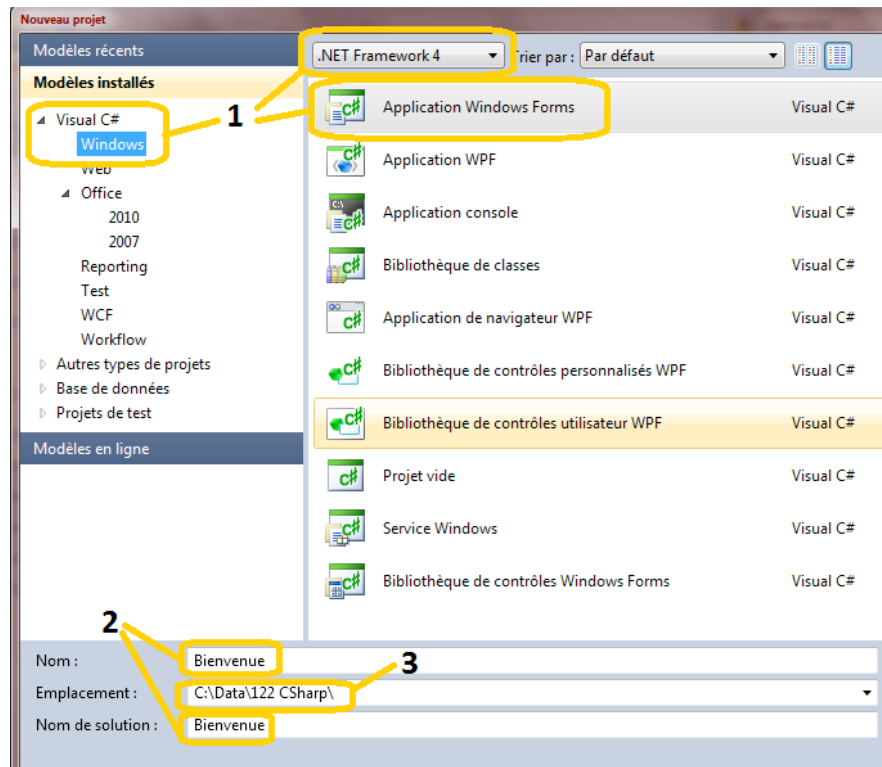 Nouveau projet
Modèles récents
.NET Framework 4
Trier par : Par défaut
Modèles installés
Visual C#
Windows
Web
Office
2010
2007
Reporting
Test
WCF
Workflow
Autres types de projets
Base de données
Projets de test
Modèles en ligne
1
C# Application Windows Forms Visual C#
C# Application WPF Visual C#
C:\ C# Application console Visual C#
C# Bibliothèque de classes Visual C#
C# Application de navigateur WPF Visual C#
C# Bibliothèque de contrôles personnalisés WPF Visual C#
C# Bibliothèque de contrôles utilisateur WPF Visual C#
C# Projet vide Visual C#
C# Service Windows Visual C#
C# Bibliothèque de contrôles Windows Forms Visual C#
2
3
Nom : Bienvenue
Emplacement : C:\Data\122 CSharp\
Nom de solution : Bienvenue